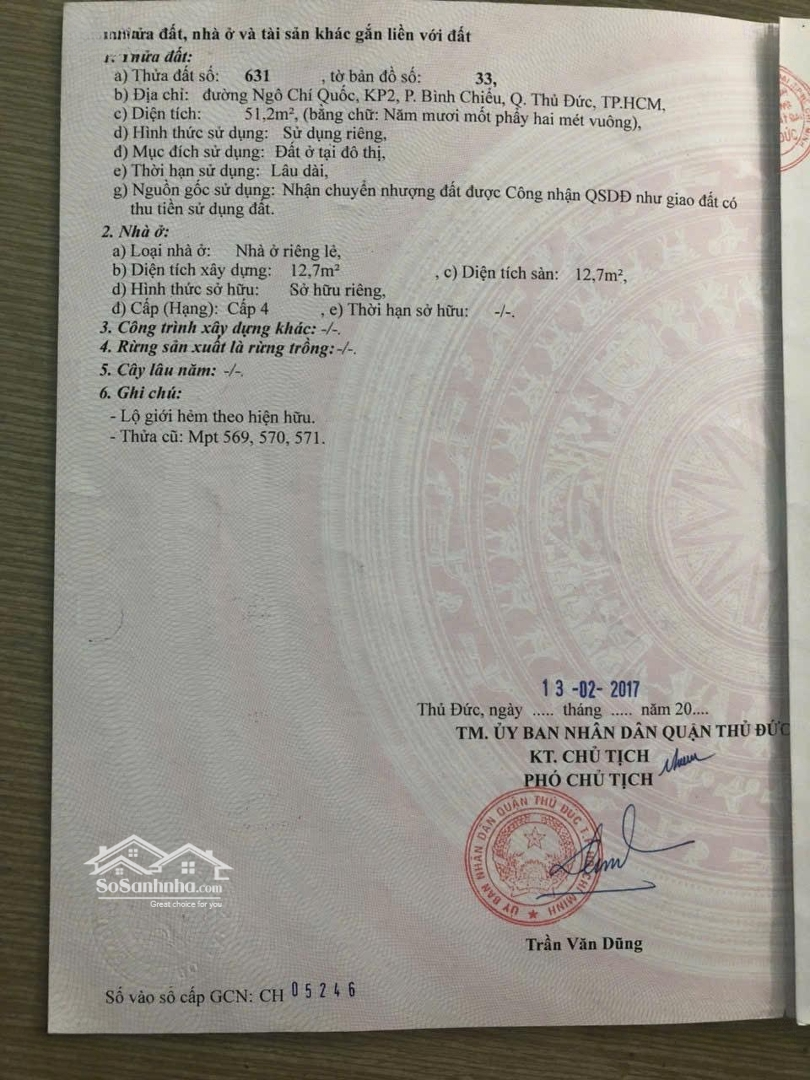 thửa đất, nhà ở và tài sản khác gắn liền với đất
1. Thửa đất:
a) Thửa đất số: 631 , tờ bản đồ số: 33,
b) Địa chỉ: đường Ngô Chí Quốc, KP2, P. Bình Chiểu, Q. Thủ Đức, TP.HCM,
c) Diện tích: 51,2m², (bằng chữ: Năm mươi mốt phẩy hai mét vuông),
d) Hình thức sử dụng: Sử dụng riêng,
đ) Mục đích sử dụng: Đất ở tại đô thị,
e) Thời hạn sử dụng: Lâu dài,
g) Nguồn gốc sử dụng: Nhận chuyển nhượng đất được Công nhận QSDĐ như giao đất có
thu tiền sử dụng đất.
2. Nhà ở:
a) Loại nhà ở: Nhà ở riêng lẻ,
b) Diện tích xây dựng: 12,7m² , c) Diện tích sàn: 12,7m²,
d) Hình thức sở hữu: Sở hữu riêng,
đ) Cấp (Hạng): Cấp 4 , e) Thời hạn sở hữu: -/-.
3. Công trình xây dựng khác: -/-.
4. Rừng sản xuất là rừng trồng: -/-.
5. Cây lâu năm: -/-.
6. Ghi chú:
- Lộ giới hẻm theo hiện hữu.
- Thửa cũ: Mpt 569, 570, 571.
13 -02- 2017
Thủ Đức, ngày ..... tháng ..... năm 20....
TM. ỦY BAN NHÂN DÂN QUẬN THỦ ĐỨC
KT. CHỦ TỊCH
PHÓ CHỦ TỊCH
ỦY BAN NHÂN DÂN QUẬN THỦ ĐỨC T.P HỒ CHÍ MINH
SoSanhnha.com
Great choice for you
Trần Văn Dũng
Số vào sổ cấp GCN: CH 05246